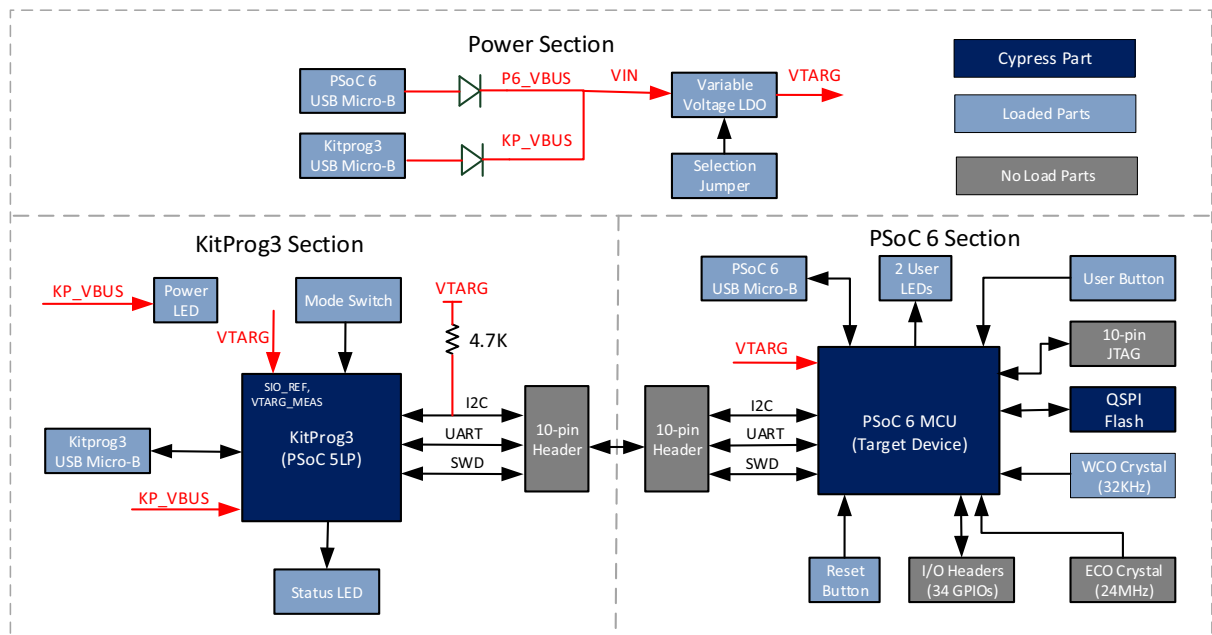 Power Section
PSoC 6
USB Micro-B
P6_VBUS
VIN
Variable
Voltage LDO
VTARG
Kitprog3
USB Micro-B
KP_VBUS
Selection
Jumper
Cypress Part
Loaded Parts
No Load Parts
KitProg3 Section
KP_VBUS
Power
LED
Mode Switch
VTARG
VTARG
4.7K
SIO_REF,
VTARG_MEAS
KitProg3
(PSoC 5LP)
Kitprog3
USB Micro-B
KP_VBUS
I2C
UART
SWD
10-pin
Header
Status LED
PSoC 6 Section
PSoC 6
USB Micro-B
2 User
LEDs
User Button
VTARG
10-pin
JTAG
10-pin
Header
I2C
UART
SWD
PSoC 6 MCU
(Target Device)
QSPI
Flash
WCO Crystal
(32KHz)
Reset
Button
I/O Headers
(34 GPIOs)
ECO Crystal
(24MHz)